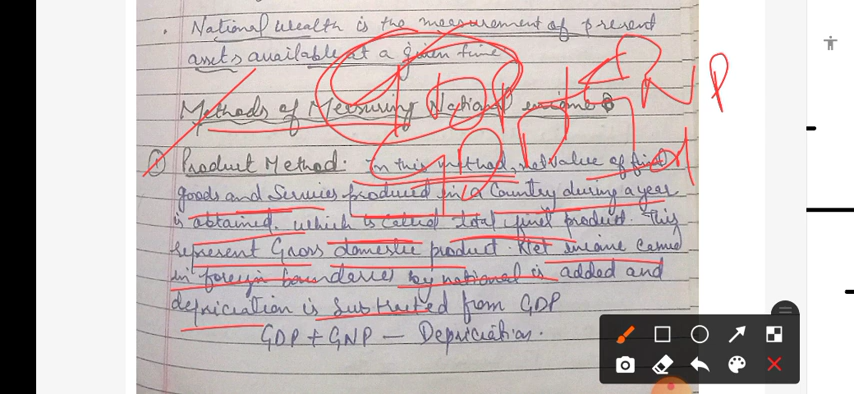 . National wealth is the measurement of present
assets available at a given time
Methods of Measuring National
① Product Method: In this method, net value of final
goods and Services produced in a Country during a year
is obtained, which is called total final product. This
represent Gross domestic product. Net income earned
in foreign boundaries by national is added and
depriciation is Subtracted from GDP
GDP + GNP – Depriciation.
GDP
NP